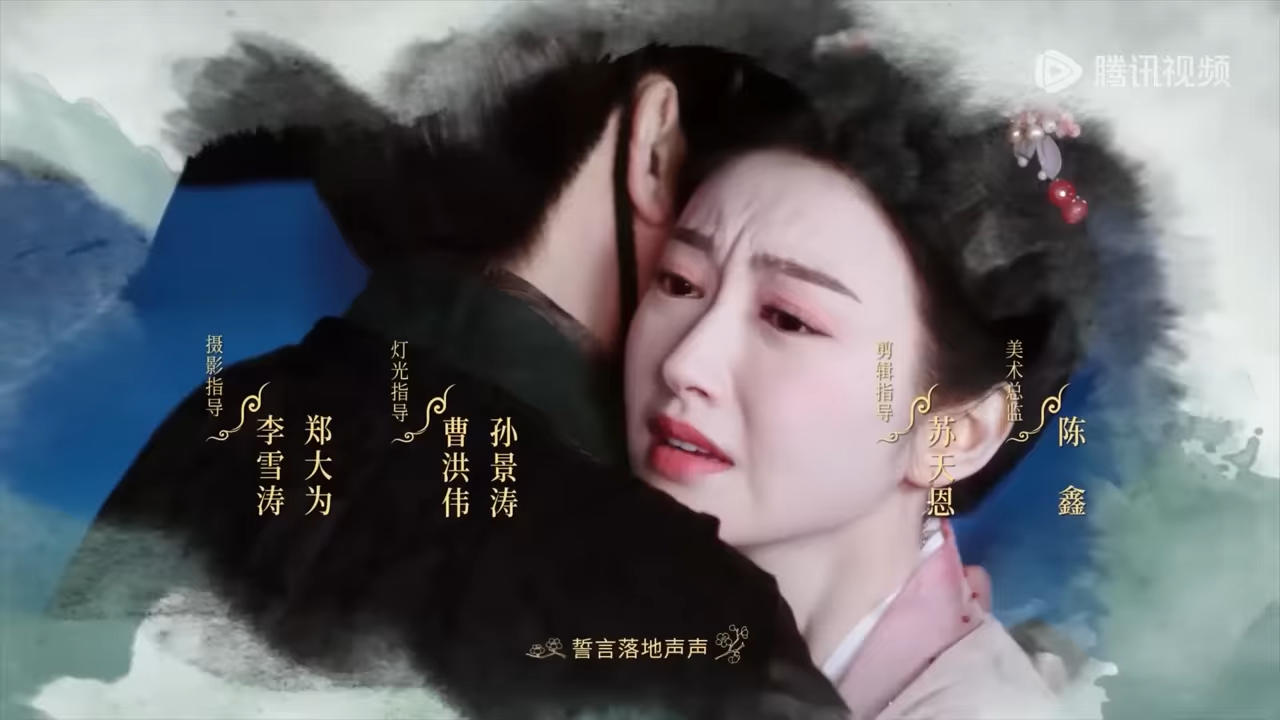 腾讯视频
摄影指导
李雪涛
郑大为
灯光指导
曹洪伟
孙景涛
剪辑指导
苏天恩
美术总监
陈鑫
誓言落地声声